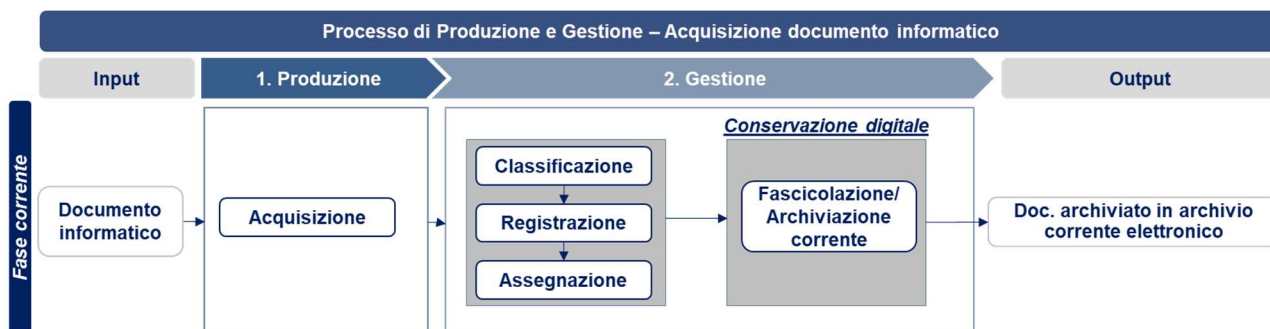 Processo di Produzione e Gestione – Acquisizione documento informatico
Input
1. Produzione
2. Gestione
Output
Fase corrente
Documento
informatico
Acquisizione
Classificazione
Registrazione
Assegnazione
Conservazione digitale
Fascicolazione/
Archiviazione
corrente
Doc. archiviato in archivio
corrente elettronico